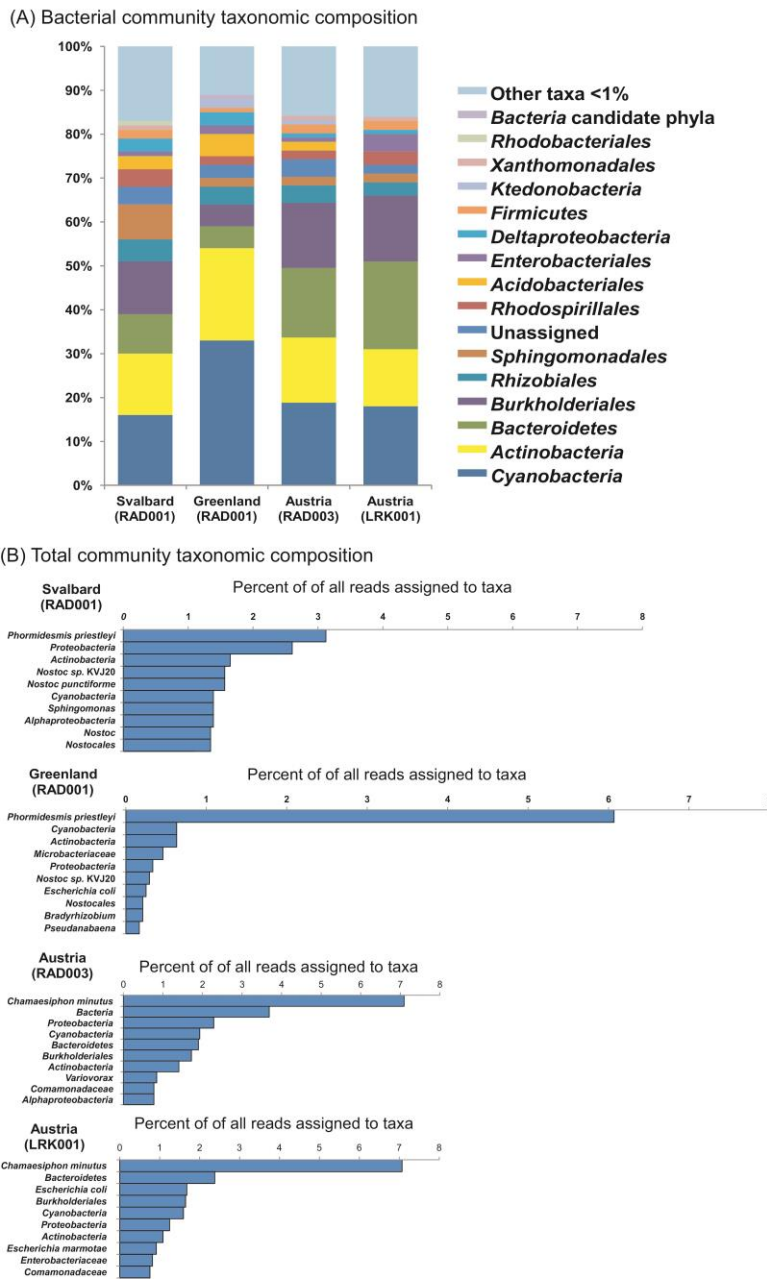 (A) Bacterial community taxonomic composition
100%
90%
80%
70%
60%
50%
40%
30%
20%
10%
0%
Svalbard
(RAD001)
Greenland
(RAD001)
Austria
(RAD003)
Austria
(LRK001)
Other taxa <1%
Bacteria candidate phyla
Rhodobacteriales
Xanthomonadales
Ktedonobacteria
Firmicutes
Deltaproteobacteria
Enterobacteriales
Acidobacteriales
Rhodospirillales
Unassigned
Sphingomonadales
Rhizobiales
Burkholderiales
Bacteroidetes
Actinobacteria
Cyanobacteria
(B) Total community taxonomic composition
Svalbard
(RAD001)
Percent of of all reads assigned to taxa
0 1 2 3 4 5 6 7 8
Phormidesmis priestleyi
Proteobacteria
Actinobacteria
Nostoc sp. KVJ20
Nostoc punctiforme
Cyanobacteria
Sphingomonas
Alphaproteobacteria
Nostoc
Nostocales
Greenland
(RAD001)
Percent of of all reads assigned to taxa
0 1 2 3 4 5 6 7
Phormidesmis priestleyi
Cyanobacteria
Actinobacteria
Microbacteriaceae
Proteobacteria
Nostoc sp. KVJ20
Escherichia coli
Nostocales
Bradyrhizobium
Pseudanabaena
Austria
(RAD003)
Percent of of all reads assigned to taxa
0 1 2 3 4 5 6 7 8
Chamaesiphon minutus
Bacteria
Proteobacteria
Cyanobacteria
Bacteroidetes
Burkholderiales
Actinobacteria
Variovorax
Comamonadaceae
Alphaproteobacteria
Austria
(LRK001)
Percent of of all reads assigned to taxa
0 1 2 3 4 5 6 7 8
Chamaesiphon minutus
Bacteroidetes
Escherichia coli
Burkholderiales
Cyanobacteria
Proteobacteria
Actinobacteria
Escherichia marmotae
Enterobacteriaceae
Comamonadaceae